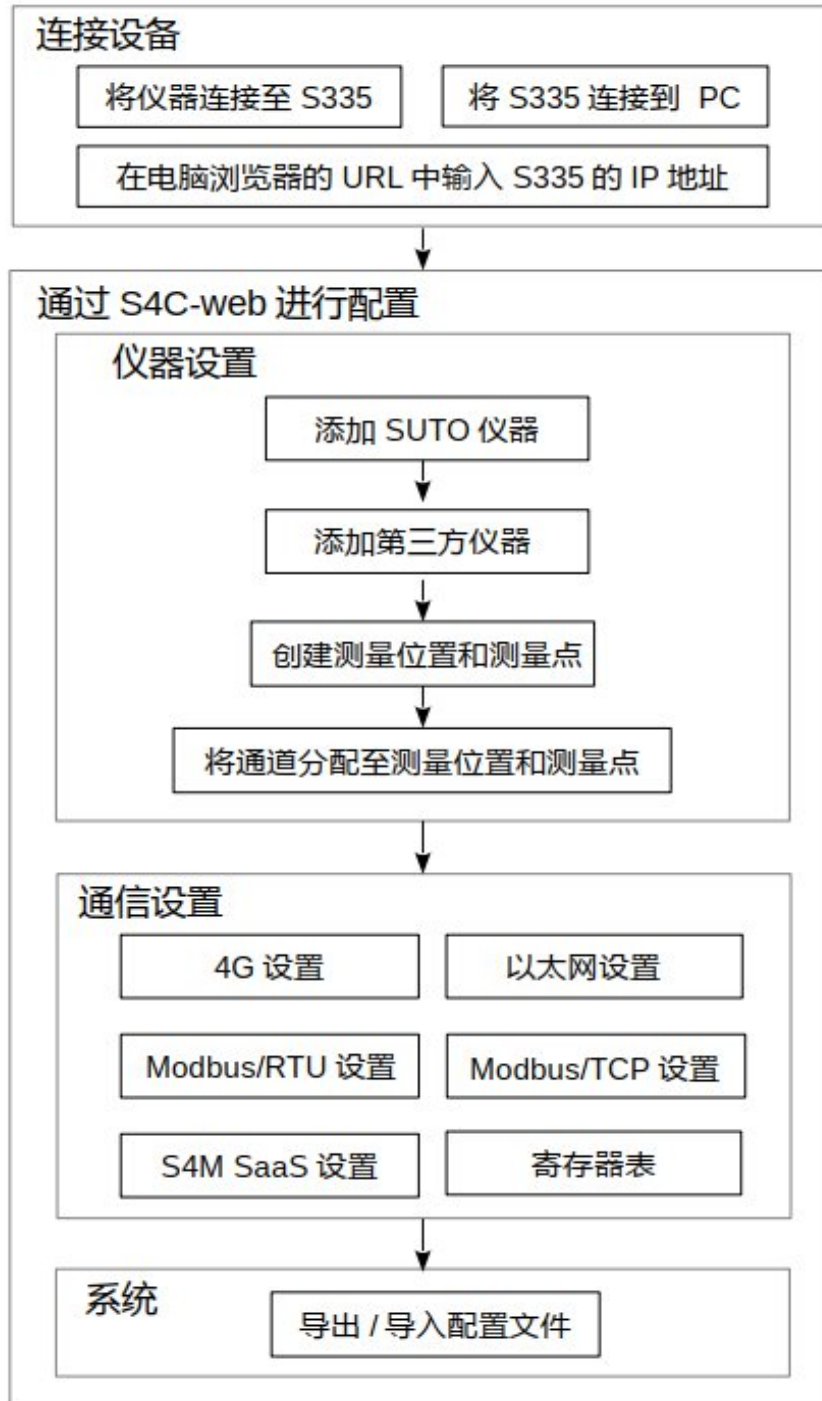 连接设备
将仪器连接至 S335
将 S335 连接到 PC
在电脑浏览器的 URL 中输入 S335 的 IP 地址
通过 S4C-web 进行配置
仪器设置
添加 SUTO 仪器
添加第三方仪器
创建测量位置和测量点
将通道分配至测量位置和测量点
通信设置
4G 设置
以太网设置
Modbus/RTU 设置
Modbus/TCP 设置
S4M SaaS 设置
寄存器表
系统
导出 / 导入配置文件